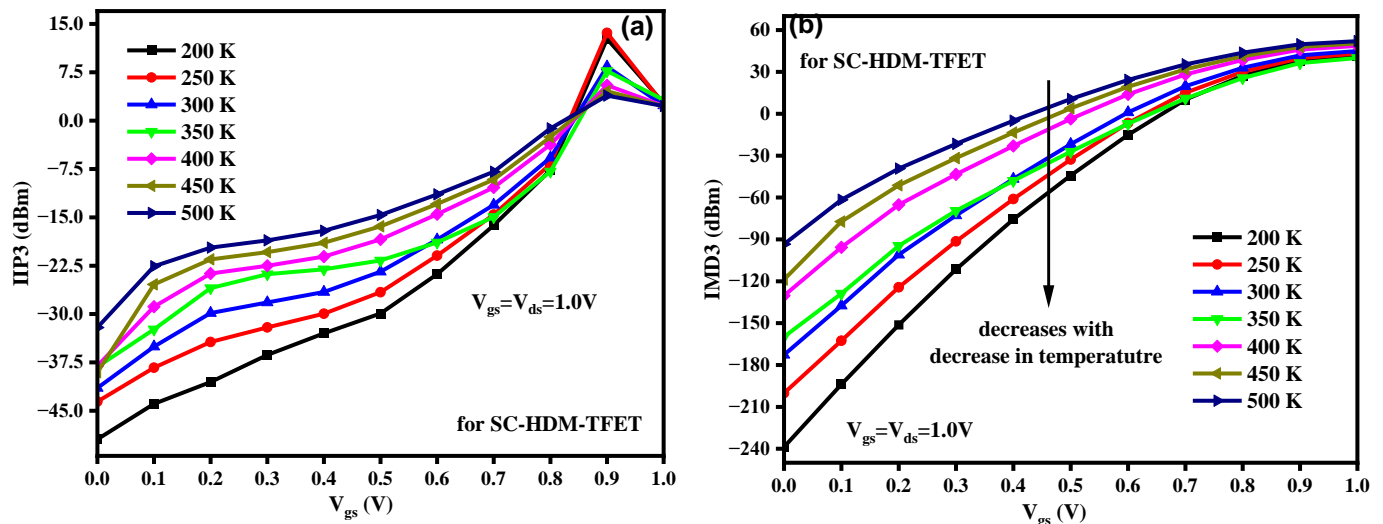 (a)
15.0
7.5
0.0
−7.5
−15.0
−22.5
−30.0
−37.5
−45.0
IIP3 (dBm)
200 K
250 K
300 K
350 K
400 K
450 K
500 K
Vgs=Vds=1.0V
for SC-HDM-TFET
0.0 0.1 0.2 0.3 0.4 0.5 0.6 0.7 0.8 0.9 1.0
Vgs (V)
(b)
60
30
0
−30
−60
−90
−120
−150
−180
−210
−240
IMD3 (dBm)
for SC-HDM-TFET
decreases with
decrease in temperatutre
200 K
250 K
300 K
350 K
400 K
450 K
500 K
Vgs=Vds=1.0V
0.0 0.1 0.2 0.3 0.4 0.5 0.6 0.7 0.8 0.9 1.0
Vgs (V)